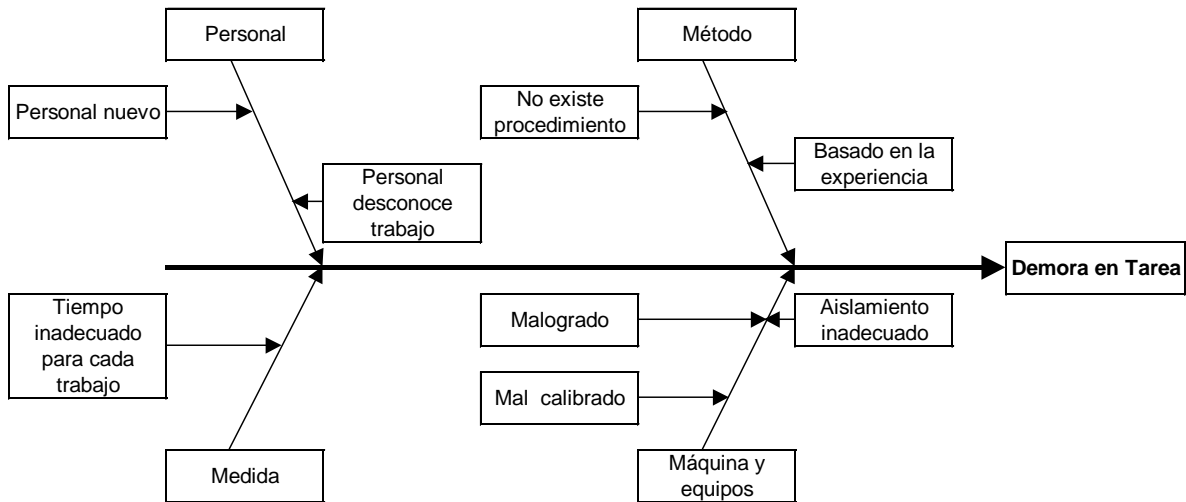 Personal
Método
Personal nuevo
No existe
procedimiento
Basado en la
experiencia
Personal
desconoce
trabajo
Demora en Tarea
Tiempo
inadecuado
para cada
trabajo
Malogrado
Aislamiento
inadecuado
Mal calibrado
Medida
Máquina y
equipos